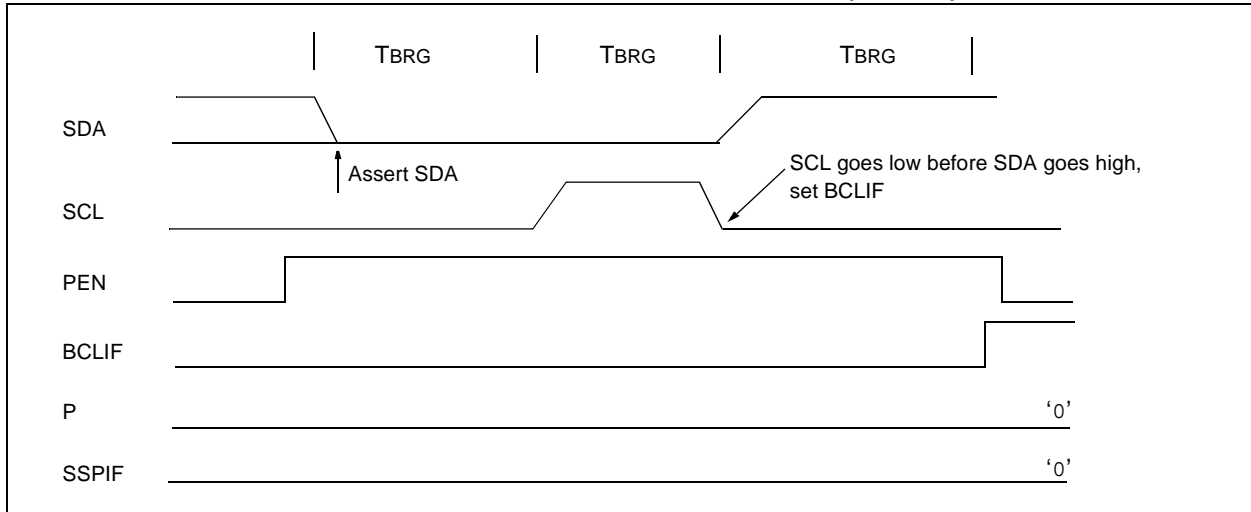 TBRG TBRG TBRG
SDA
Assert SDA
SCL goes low before SDA goes high,
set BCLIF
SCL
PEN
BCLIF
P
‘0’
SSPIF
‘0’